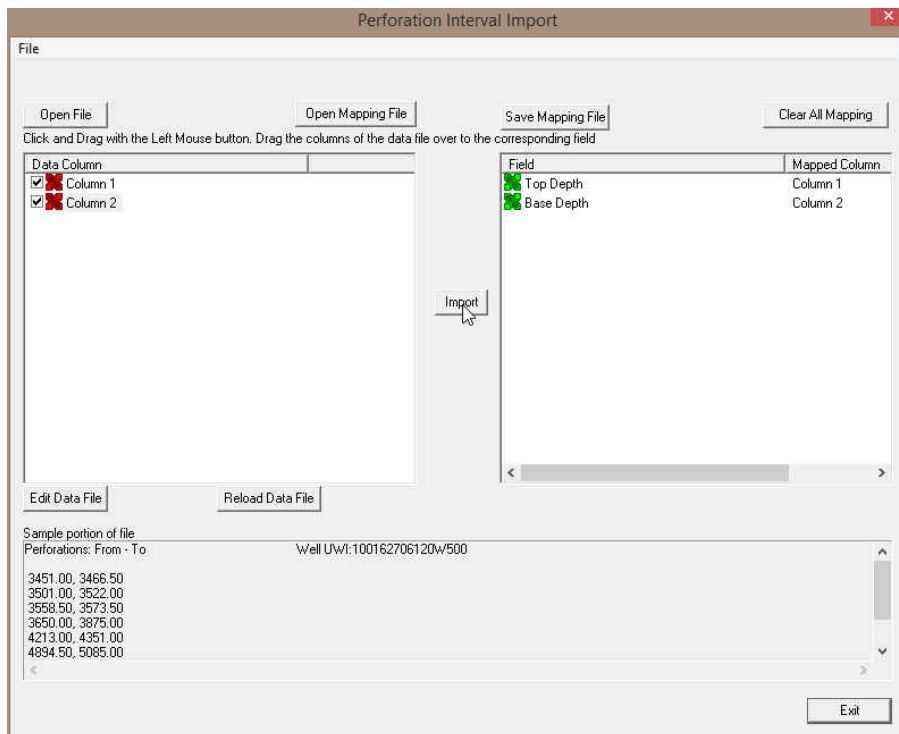 Perforation Interval Import
File
Open File Open Mapping File Save Mapping File Clear All Mapping
Click and Drag with the Left Mouse button. Drag the columns of the data file over to the corresponding field
Data Column Field Mapped Column
Column 1 Top Depth Column 1
Column 2 Base Depth Column 2
Import
Edit Data File Reload Data File
Sample portion of file
Perforations: From - To Well UWI:100162706120W500
3451.00, 3466.50
3501.00, 3522.00
3558.50, 3573.50
3650.00, 3875.00
4213.00, 4351.00
4894.50, 5085.00
Exit